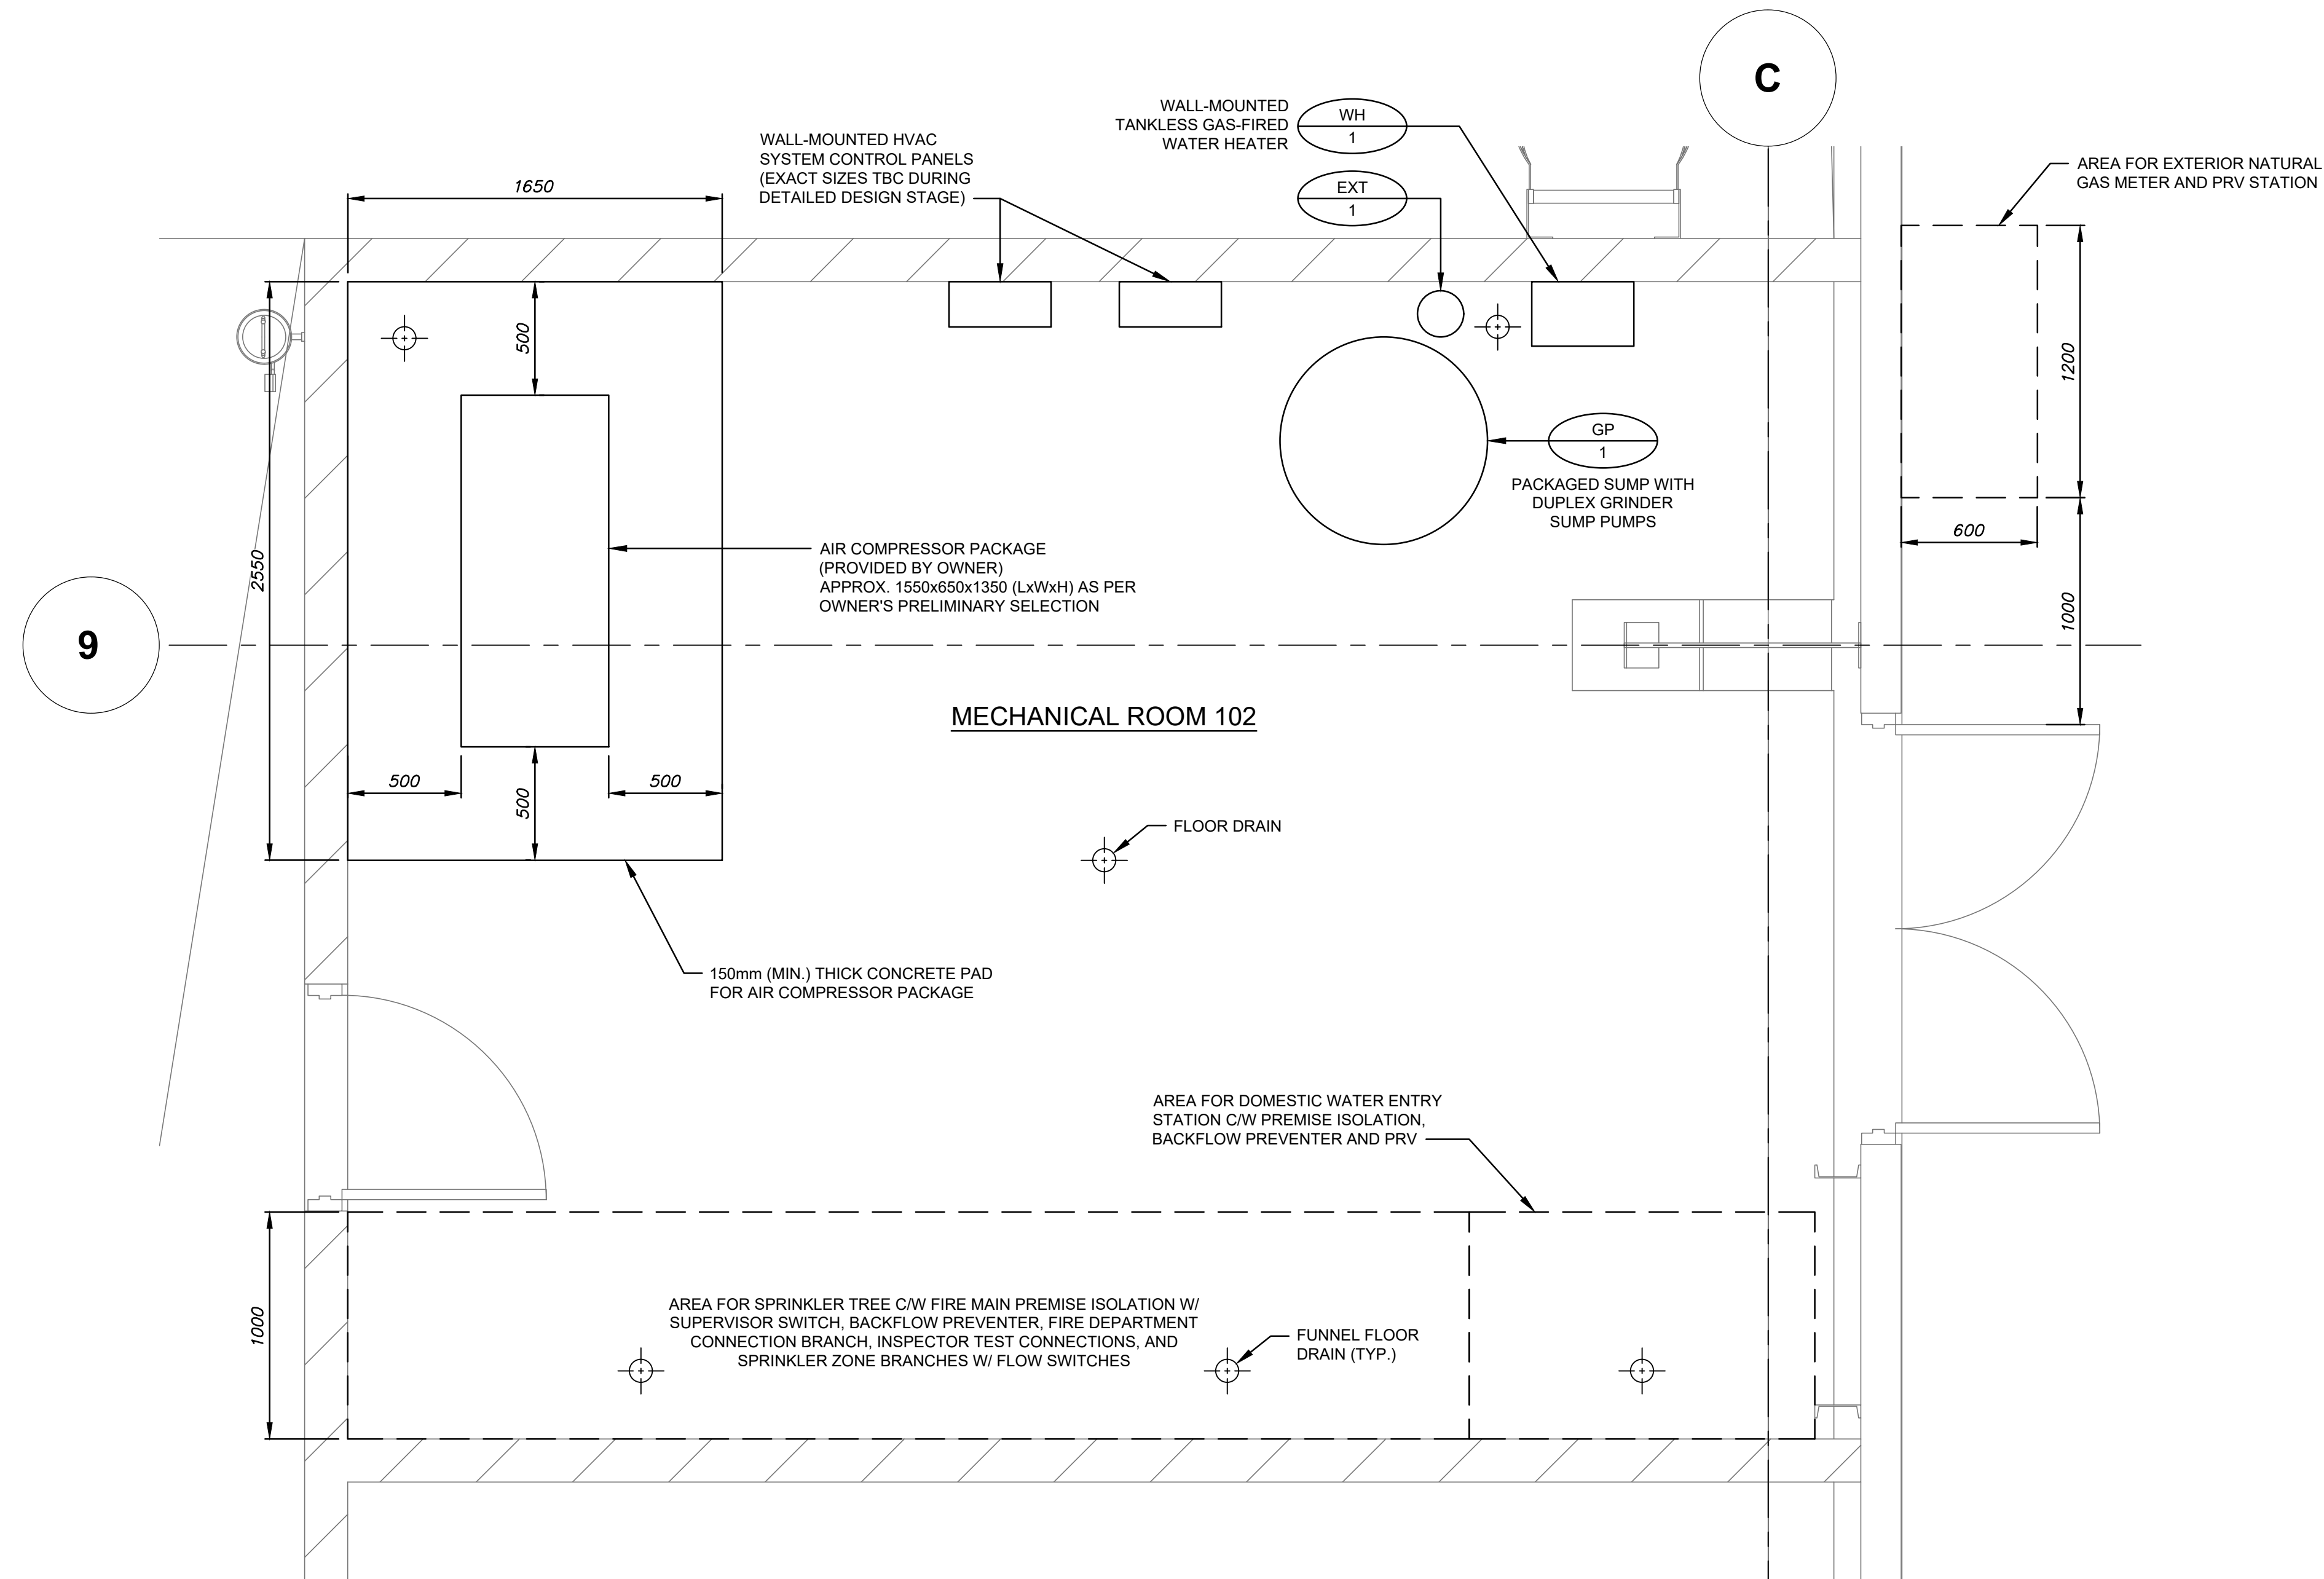 C
WALL-MOUNTED
TANKLESS GAS-FIRED
WATER HEATER
WH
1
EXT
1
WALL-MOUNTED HVAC
SYSTEM CONTROL PANELS
(EXACT SIZES TBC DURING
DETAILED DESIGN STAGE)
AREA FOR EXTERIOR NATURAL
GAS METER AND PRV STATION
1650
500
1200
GP
1
PACKAGED SUMP WITH
DUPLEX GRINDER
SUMP PUMPS
600
2550
AIR COMPRESSOR PACKAGE
(PROVIDED BY OWNER)
APPROX. 1550x650x1350 (LxWxH) AS PER
OWNER'S PRELIMINARY SELECTION
1000
9
MECHANICAL ROOM 102
500
500
500
FLOOR DRAIN
150mm (MIN.) THICK CONCRETE PAD
FOR AIR COMPRESSOR PACKAGE
AREA FOR DOMESTIC WATER ENTRY
STATION C/W PREMISE ISOLATION,
BACKFLOW PREVENTER AND PRV
1000
AREA FOR SPRINKLER TREE C/W FIRE MAIN PREMISE ISOLATION W/
SUPERVISOR SWITCH, BACKFLOW PREVENTER, FIRE DEPARTMENT
CONNECTION BRANCH, INSPECTOR TEST CONNECTIONS, AND
SPRINKLER ZONE BRANCHES W/ FLOW SWITCHES
FUNNEL FLOOR
DRAIN (TYP.)